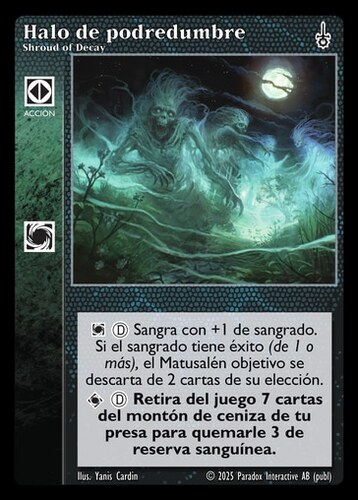 Halo de podredumbre
Shroud of Decay
ACCIÓN
D Sangra con +1 de sangrado.
Si el sangrado tiene éxito (de 1 o
más), el Matusalén objetivo se
descarta de 2 cartas de su elección.
D Retira del juego 7 cartas
del montón de ceniza de tu
presa para quemarle 3 de
reserva sanguínea.
Ilus. Yanis Cardin © 2025 Paradox Interactive AB (publ)